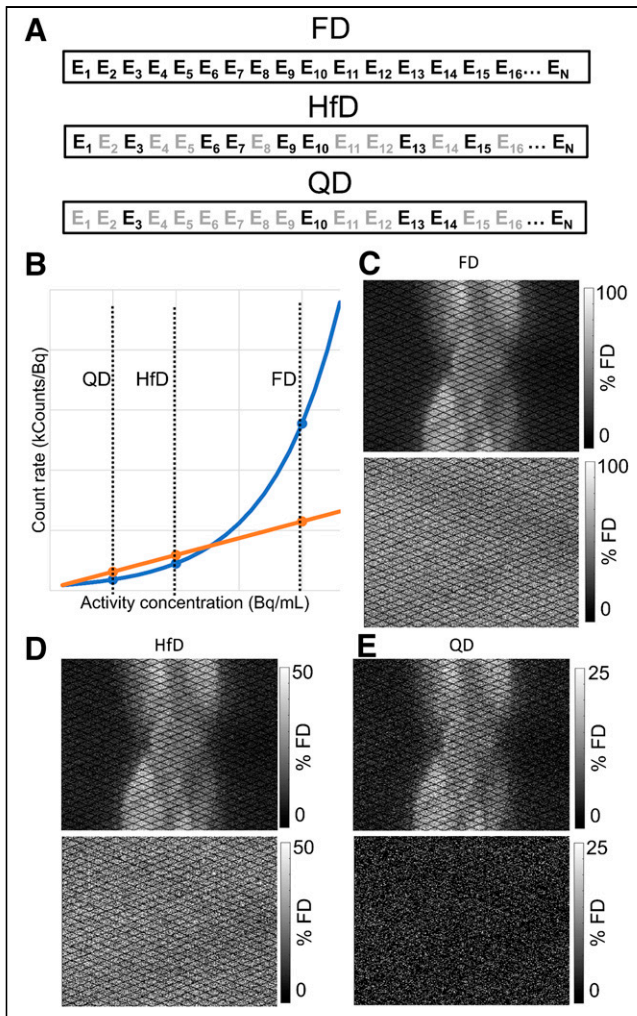 A
FD
E1 E2 E3 E4 E5 E6 E7 E8 E9 E10 E11 E12 E13 E14 E15 E16... EN
HfD
E1 E2 E3 E4 E5 E6 E7 E8 E9 E10 E11 E12 E13 E14 E15 E16 ... EN
QD
E1 E2 E3 E4 E5 E6 E7 E8 E9 E10 E11 E12 E13 E14 E15 E16 ... EN
B
Count rate (kCounts/Bq)
QD HfD FD
Activity concentration (Bq/mL)
C
FD
100
% FD
0
100
% FD
0
D
HfD
50
% FD
0
50
% FD
0
E
QD
25
% FD
0
25
% FD
0